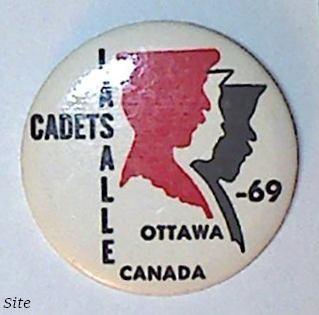 LASALLE
CADETS
-69
OTTAWA
CANADA
Site